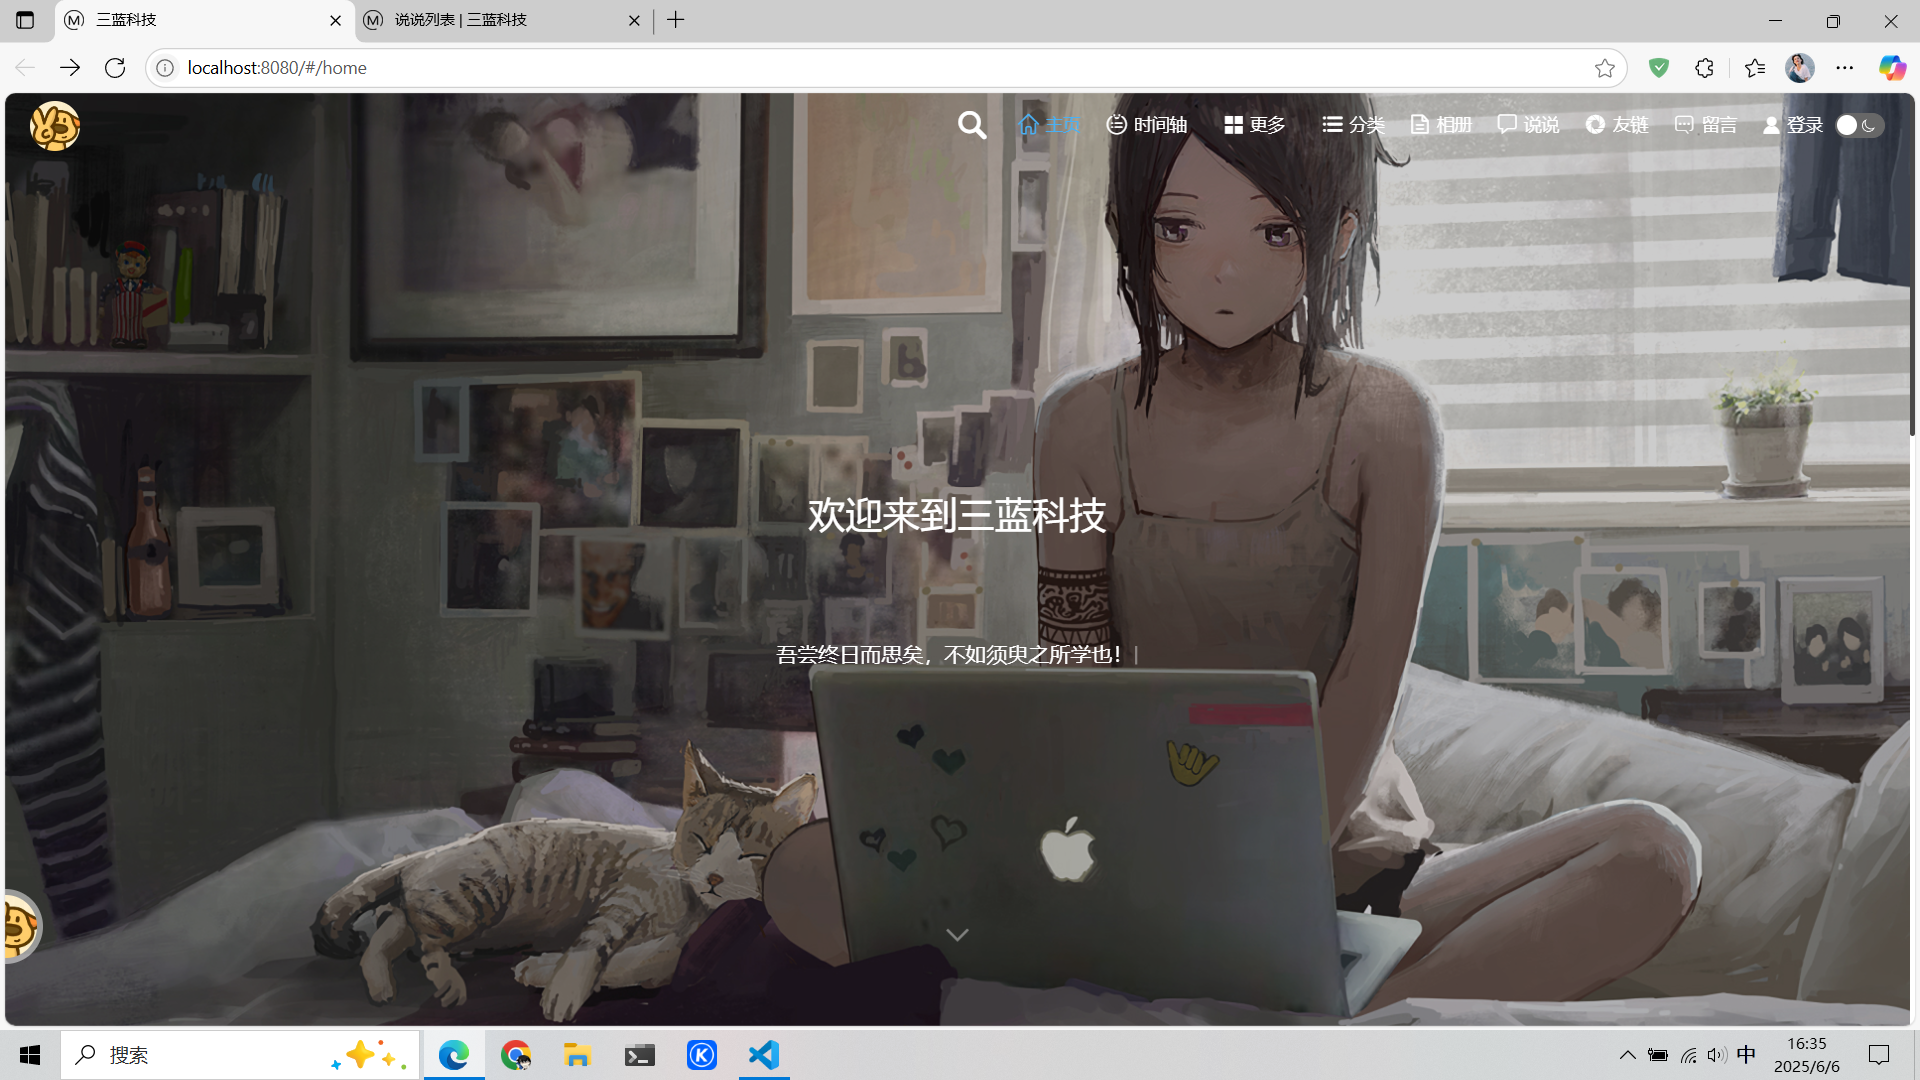 三蓝科技
说说列表 | 三蓝科技
localhost:8080/#/home
主页 时间轴 更多 分类 相册 说说 友链 留言 登录
欢迎来到三蓝科技
吾尝终日而思矣，不如须臾之所学也！|
搜索
中
16:35
2025/6/6